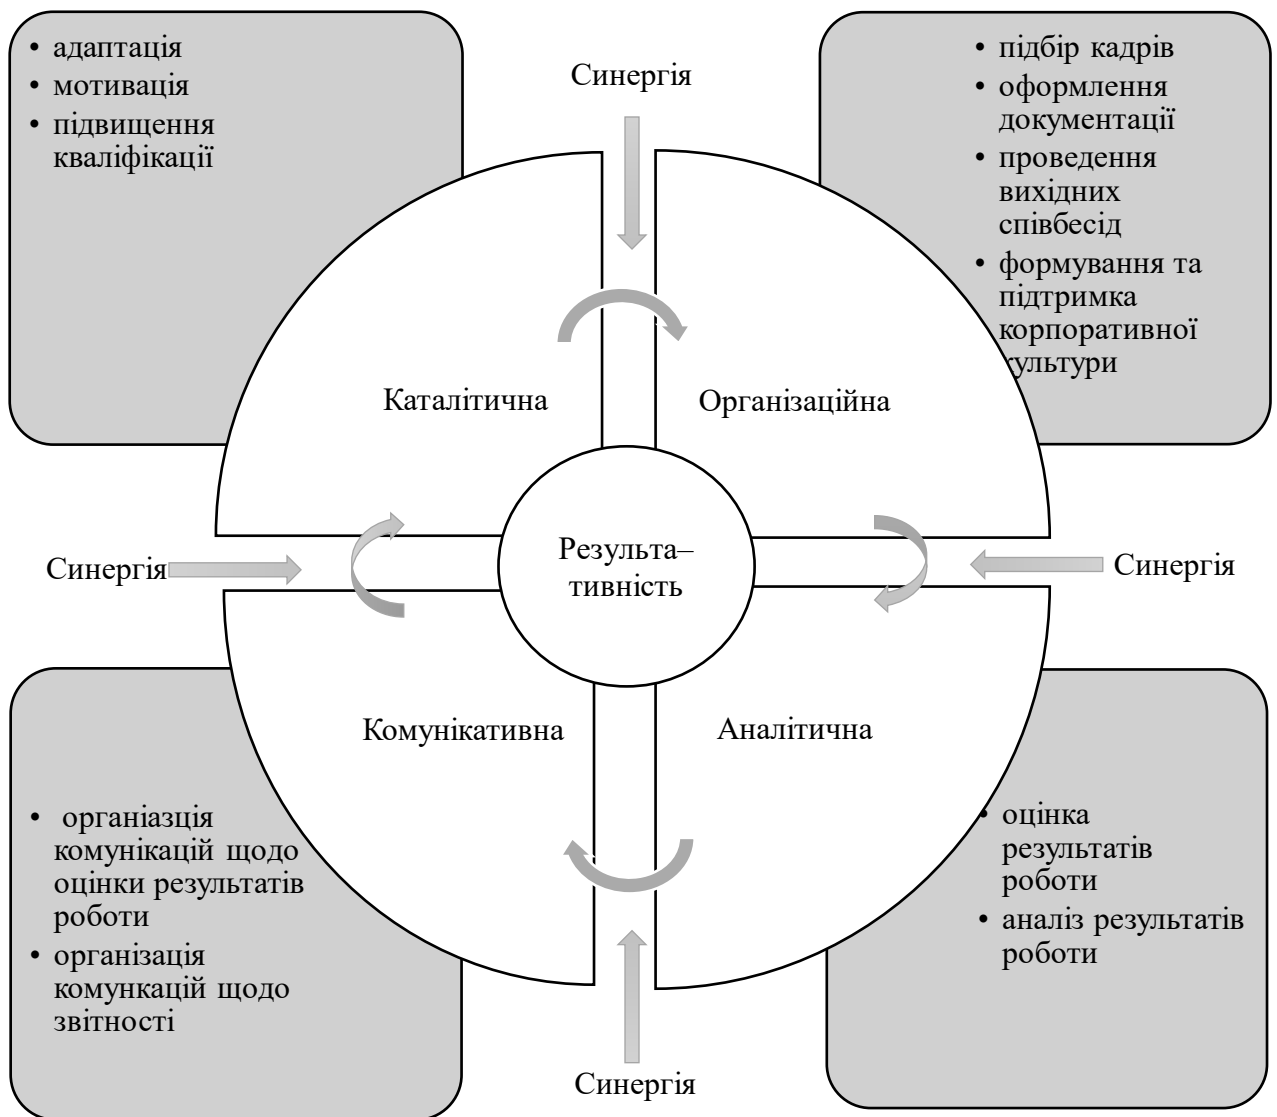 • адаптація
• мотивація
• підвищення
кваліфікації
Синергія
• підбір кадрів
• оформлення
документації
• проведення
вихідних
співбесід
• формування та
підтримка
корпоративної
культури
Каталітична
Організаційна
Синергія
Результа–
тивність
Синергія
Комунікативна
Аналітична
• органіазція
комунікацій щодо
оцінки результатів
роботи
• організація
комункацій щодо
звітності
• оцінка
результатів
роботи
• аналіз результатів
роботи
Синергія